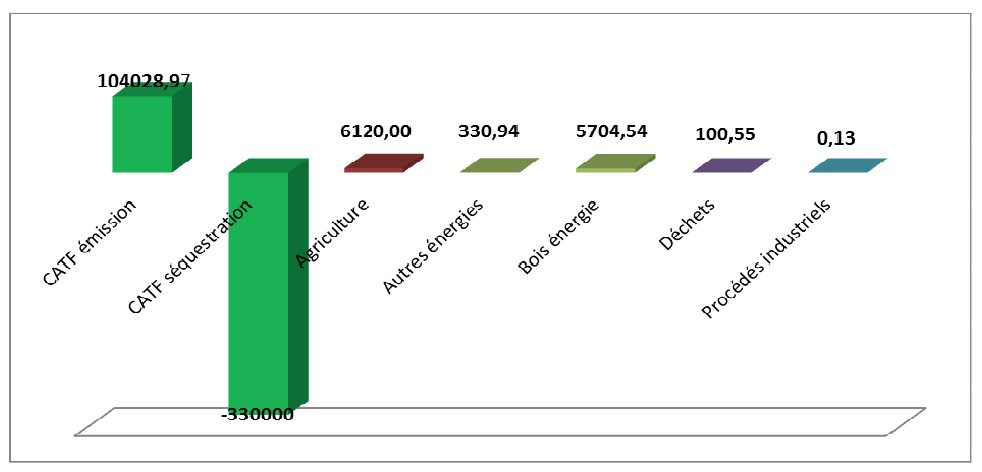 104028,97
6120,00
330,94
5704,54
100,55
0,13
CATF émission
CATF séquestration
Agriculture
Autres énergies
Bois énergie
Déchets
Procédés industriels
-330000